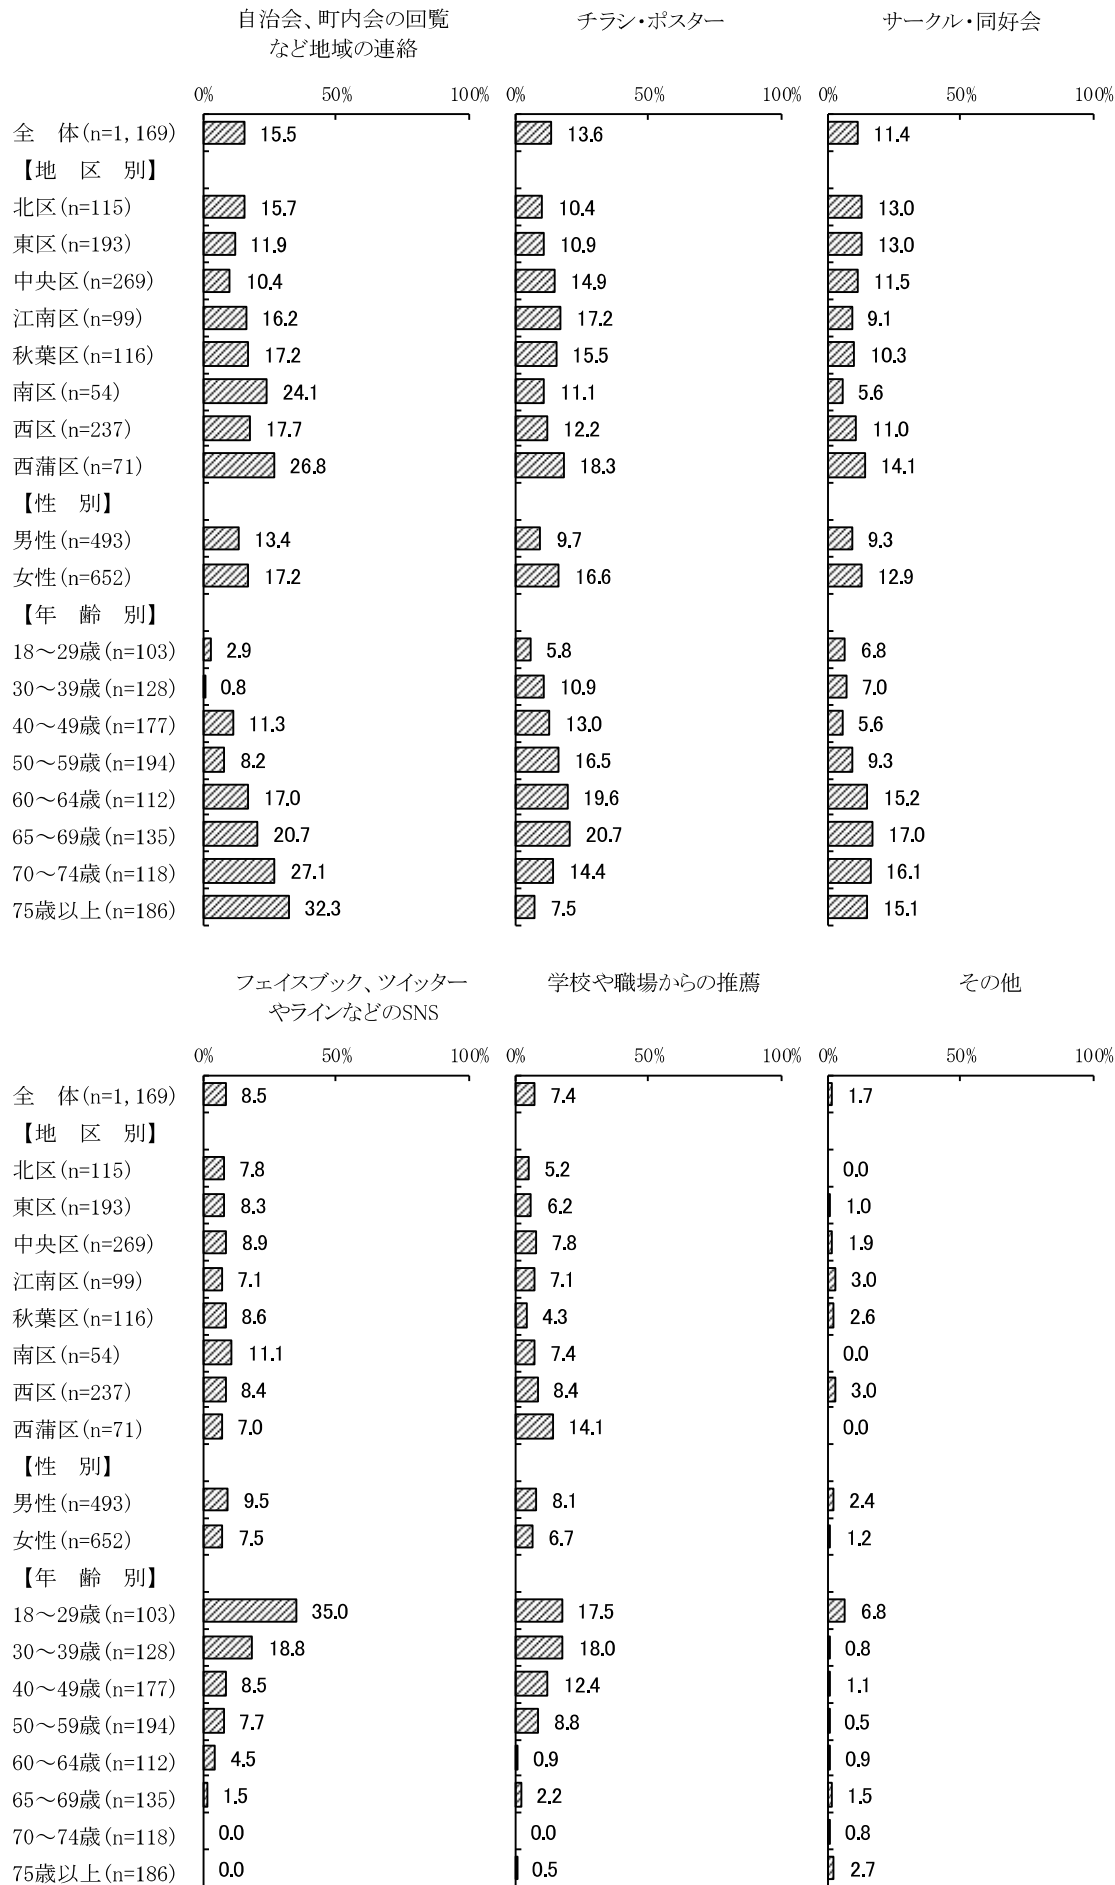 自治会、町内会の回覧 チラシ・ポスター サークル・同好会
など地域の連絡
0% 50% 100% 0% 50% 100% 0% 50% 100%
全 体(n=1,169) 15.5 13.6 11.4
【地 区 別】
北区(n=115) 15.7 10.4 13.0
東区(n=193) 11.9 10.9 13.0
中央区(n=269) 10.4 14.9 11.5
江南区(n=99) 16.2 17.2 9.1
秋葉区(n=116) 17.2 15.5 10.3
南区(n=54) 24.1 11.1 5.6
西区(n=237) 17.7 12.2 11.0
西蒲区(n=71) 26.8 18.3 14.1
【性 別】
男性(n=493) 13.4 9.7 9.3
女性(n=652) 17.2 16.6 12.9
【年 齢 別】
18～29歳(n=103) 2.9 5.8 6.8
30～39歳(n=128) 0.8 10.9 7.0
40～49歳(n=177) 11.3 13.0 5.6
50～59歳(n=194) 8.2 16.5 9.3
60～64歳(n=112) 17.0 19.6 15.2
65～69歳(n=135) 20.7 20.7 17.0
70～74歳(n=118) 27.1 14.4 16.1
75歳以上(n=186) 32.3 7.5 15.1
フェイスブック、ツイッター 学校や職場からの推薦 その他
やラインなどのSNS
0% 50% 100% 0% 50% 100% 0% 50% 100%
全 体(n=1,169) 8.5 7.4 1.7
【地 区 別】
北区(n=115) 7.8 5.2 0.0
東区(n=193) 8.3 6.2 1.0
中央区(n=269) 8.9 7.8 1.9
江南区(n=99) 7.1 7.1 3.0
秋葉区(n=116) 8.6 4.3 2.6
南区(n=54) 11.1 7.4 0.0
西区(n=237) 8.4 8.4 3.0
西蒲区(n=71) 7.0 14.1 0.0
【性 別】
男性(n=493) 9.5 8.1 2.4
女性(n=652) 7.5 6.7 1.2
【年 齢 別】
18～29歳(n=103) 35.0 17.5 6.8
30～39歳(n=128) 18.8 18.0 0.8
40～49歳(n=177) 8.5 12.4 1.1
50～59歳(n=194) 7.7 8.8 0.5
60～64歳(n=112) 4.5 0.9 0.9
65～69歳(n=135) 1.5 2.2 1.5
70～74歳(n=118) 0.0 0.0 0.8
75歳以上(n=186) 0.0 0.5 2.7